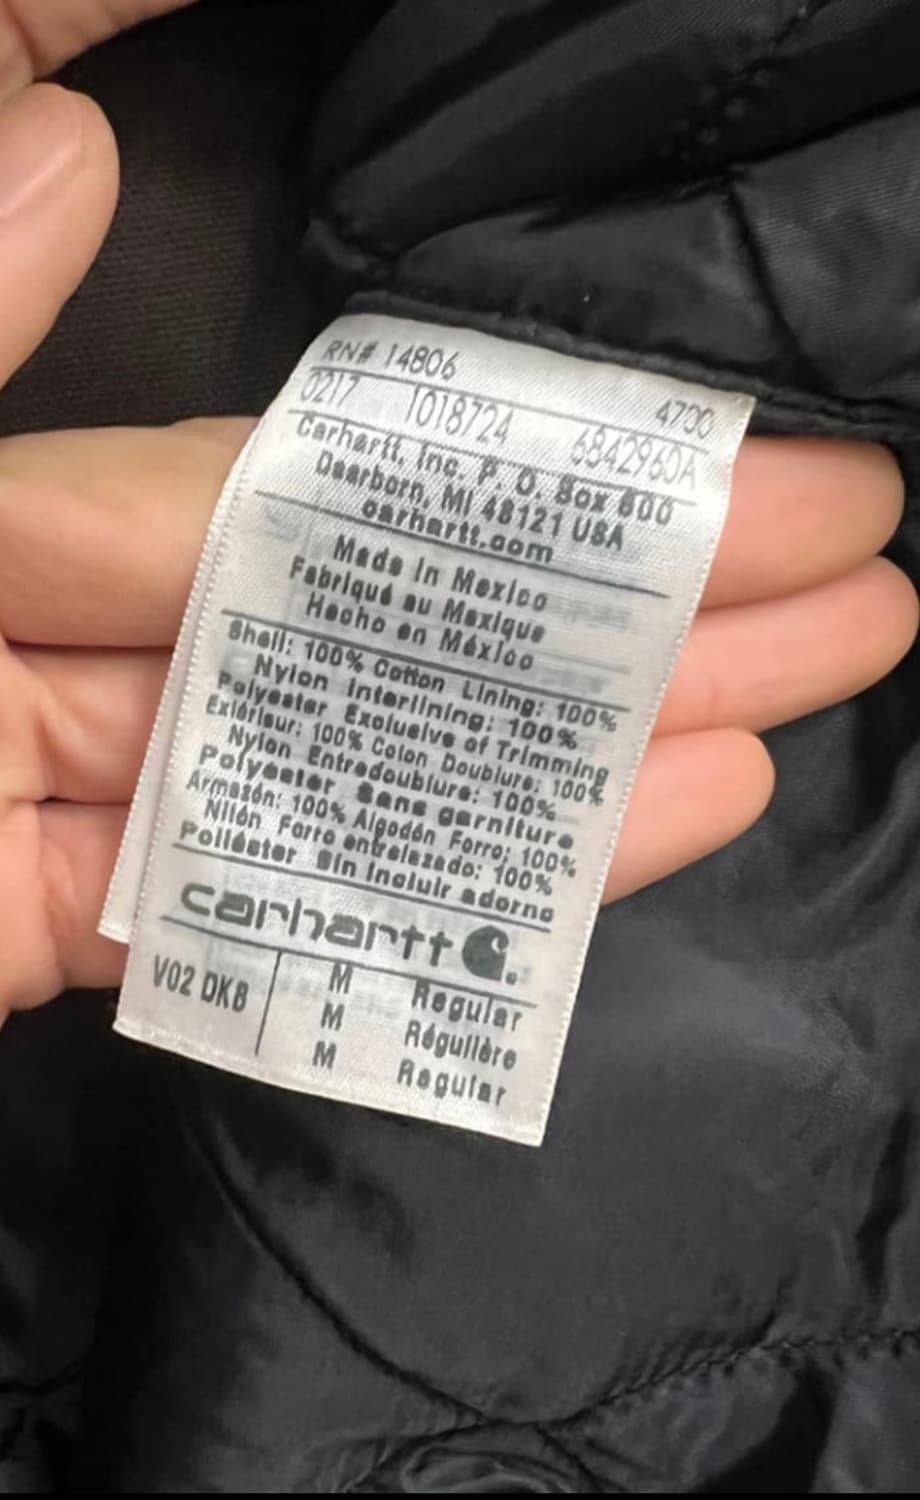 RN# 14806 4700
0217 1018724 6842960A
Carhartt, Inc. P. O. Box 600
Dearborn, MI 48121 USA
carhartt.com
Made in Mexico
Fabriqué au Mexique
Hecho en México
Shell: 100% Cotton Lining: 100%
Nylon Interlining: 100%
Polyester Exclusive of Trimming
Extérieur: 100% Coton Doublure: 100%
Nylon Entredoublure: 100%
Polyester Sans garniture
Armazón: 100% Algodón Forro: 100%
Nilón Forro entrelazado: 100%
Poliéster Sin incluir adorno
carhartt
V02 DKB M Regular
M Régulière
M Regular